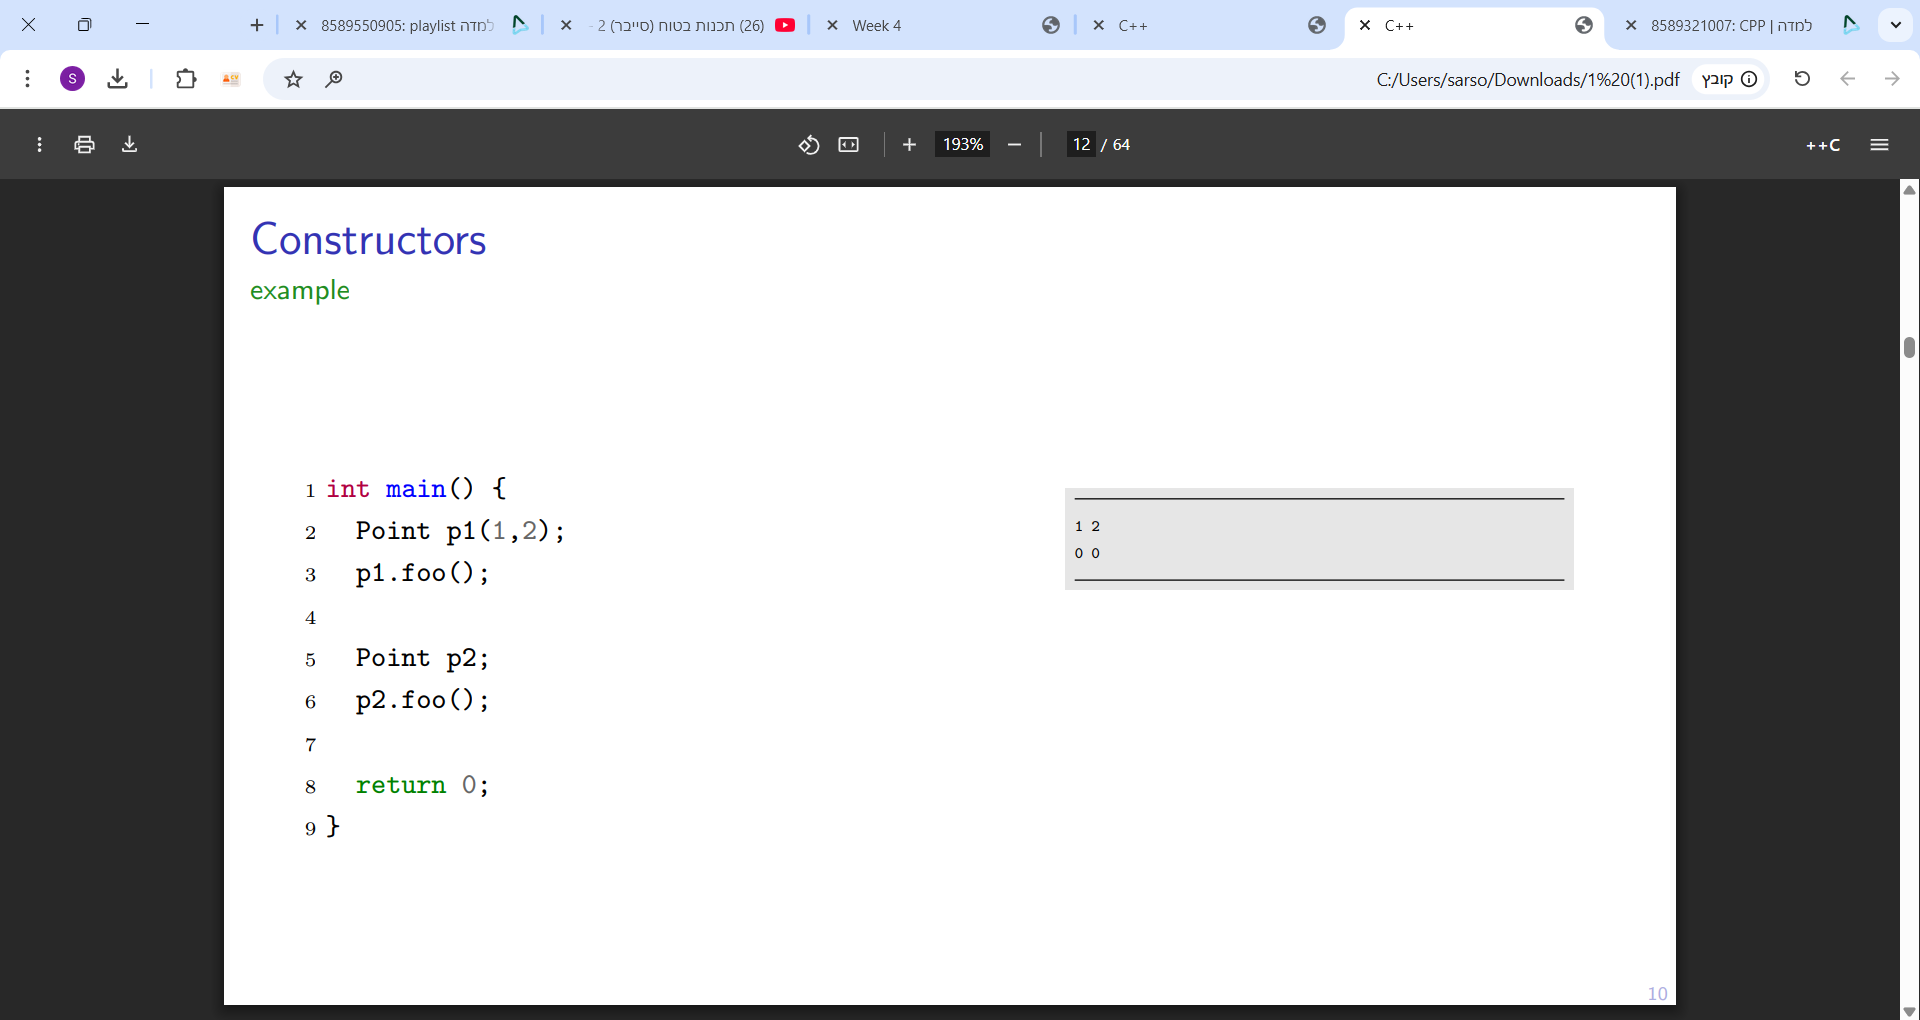 8589550905: playlist למדה
(26) תכנות בטוח (סייבר) 2 -
Week 4
C++
C++
8589321007: CPP | למדה
S
C:/Users/sarso/Downloads/1%20(1).pdf
קובץ
193%
12 / 64
++C
Constructors
example
1 int main() {
2 Point p1(1,2);
3 p1.foo();
4
5 Point p2;
6 p2.foo();
7
8 return 0;
9 }
1 2
0 0
10